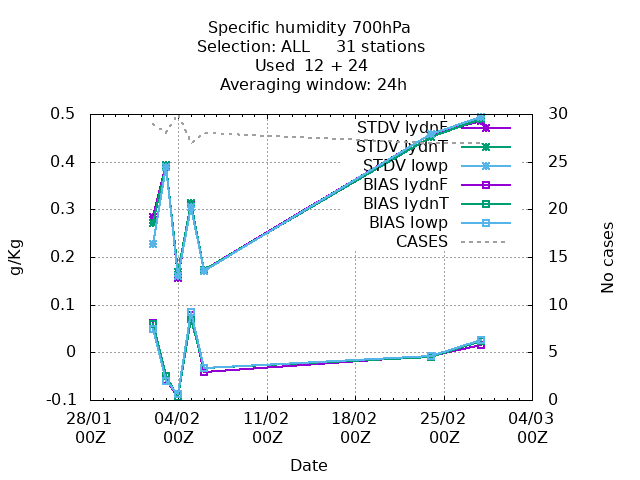 Specific humidity 700hPa
Selection: ALL     31 stations
Used  12 + 24
Averaging window: 24h
0.5
0.4
0.3
0.2
0.1
0
-0.1
g/Kg
30
25
20
15
10
5
0
No cases
STDV lydnF
STDV lydnT
STDV lowp
BIAS lydnF
BIAS lydnT
BIAS lowp
CASES
28/01 04/02 11/02 18/02 25/02 04/03
00Z 00Z 00Z 00Z 00Z 00Z
Date